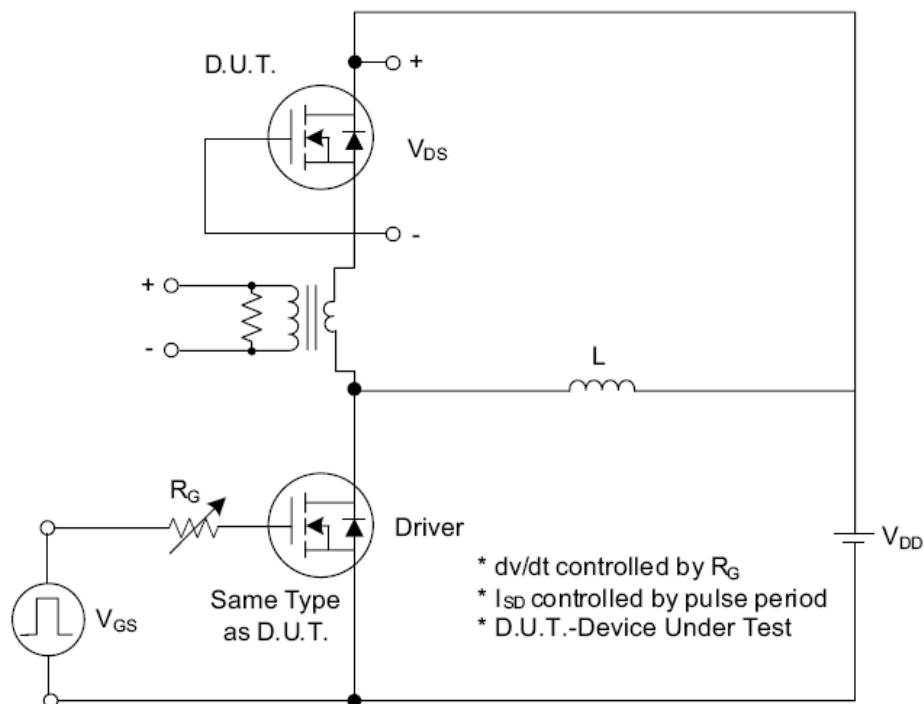 D.U.T.
+
VDS
-
+
-
L
RG
Driver
VDD
VGS
Same Type
as D.U.T.
* dv/dt controlled by RG
* ISD controlled by pulse period
* D.U.T.-Device Under Test